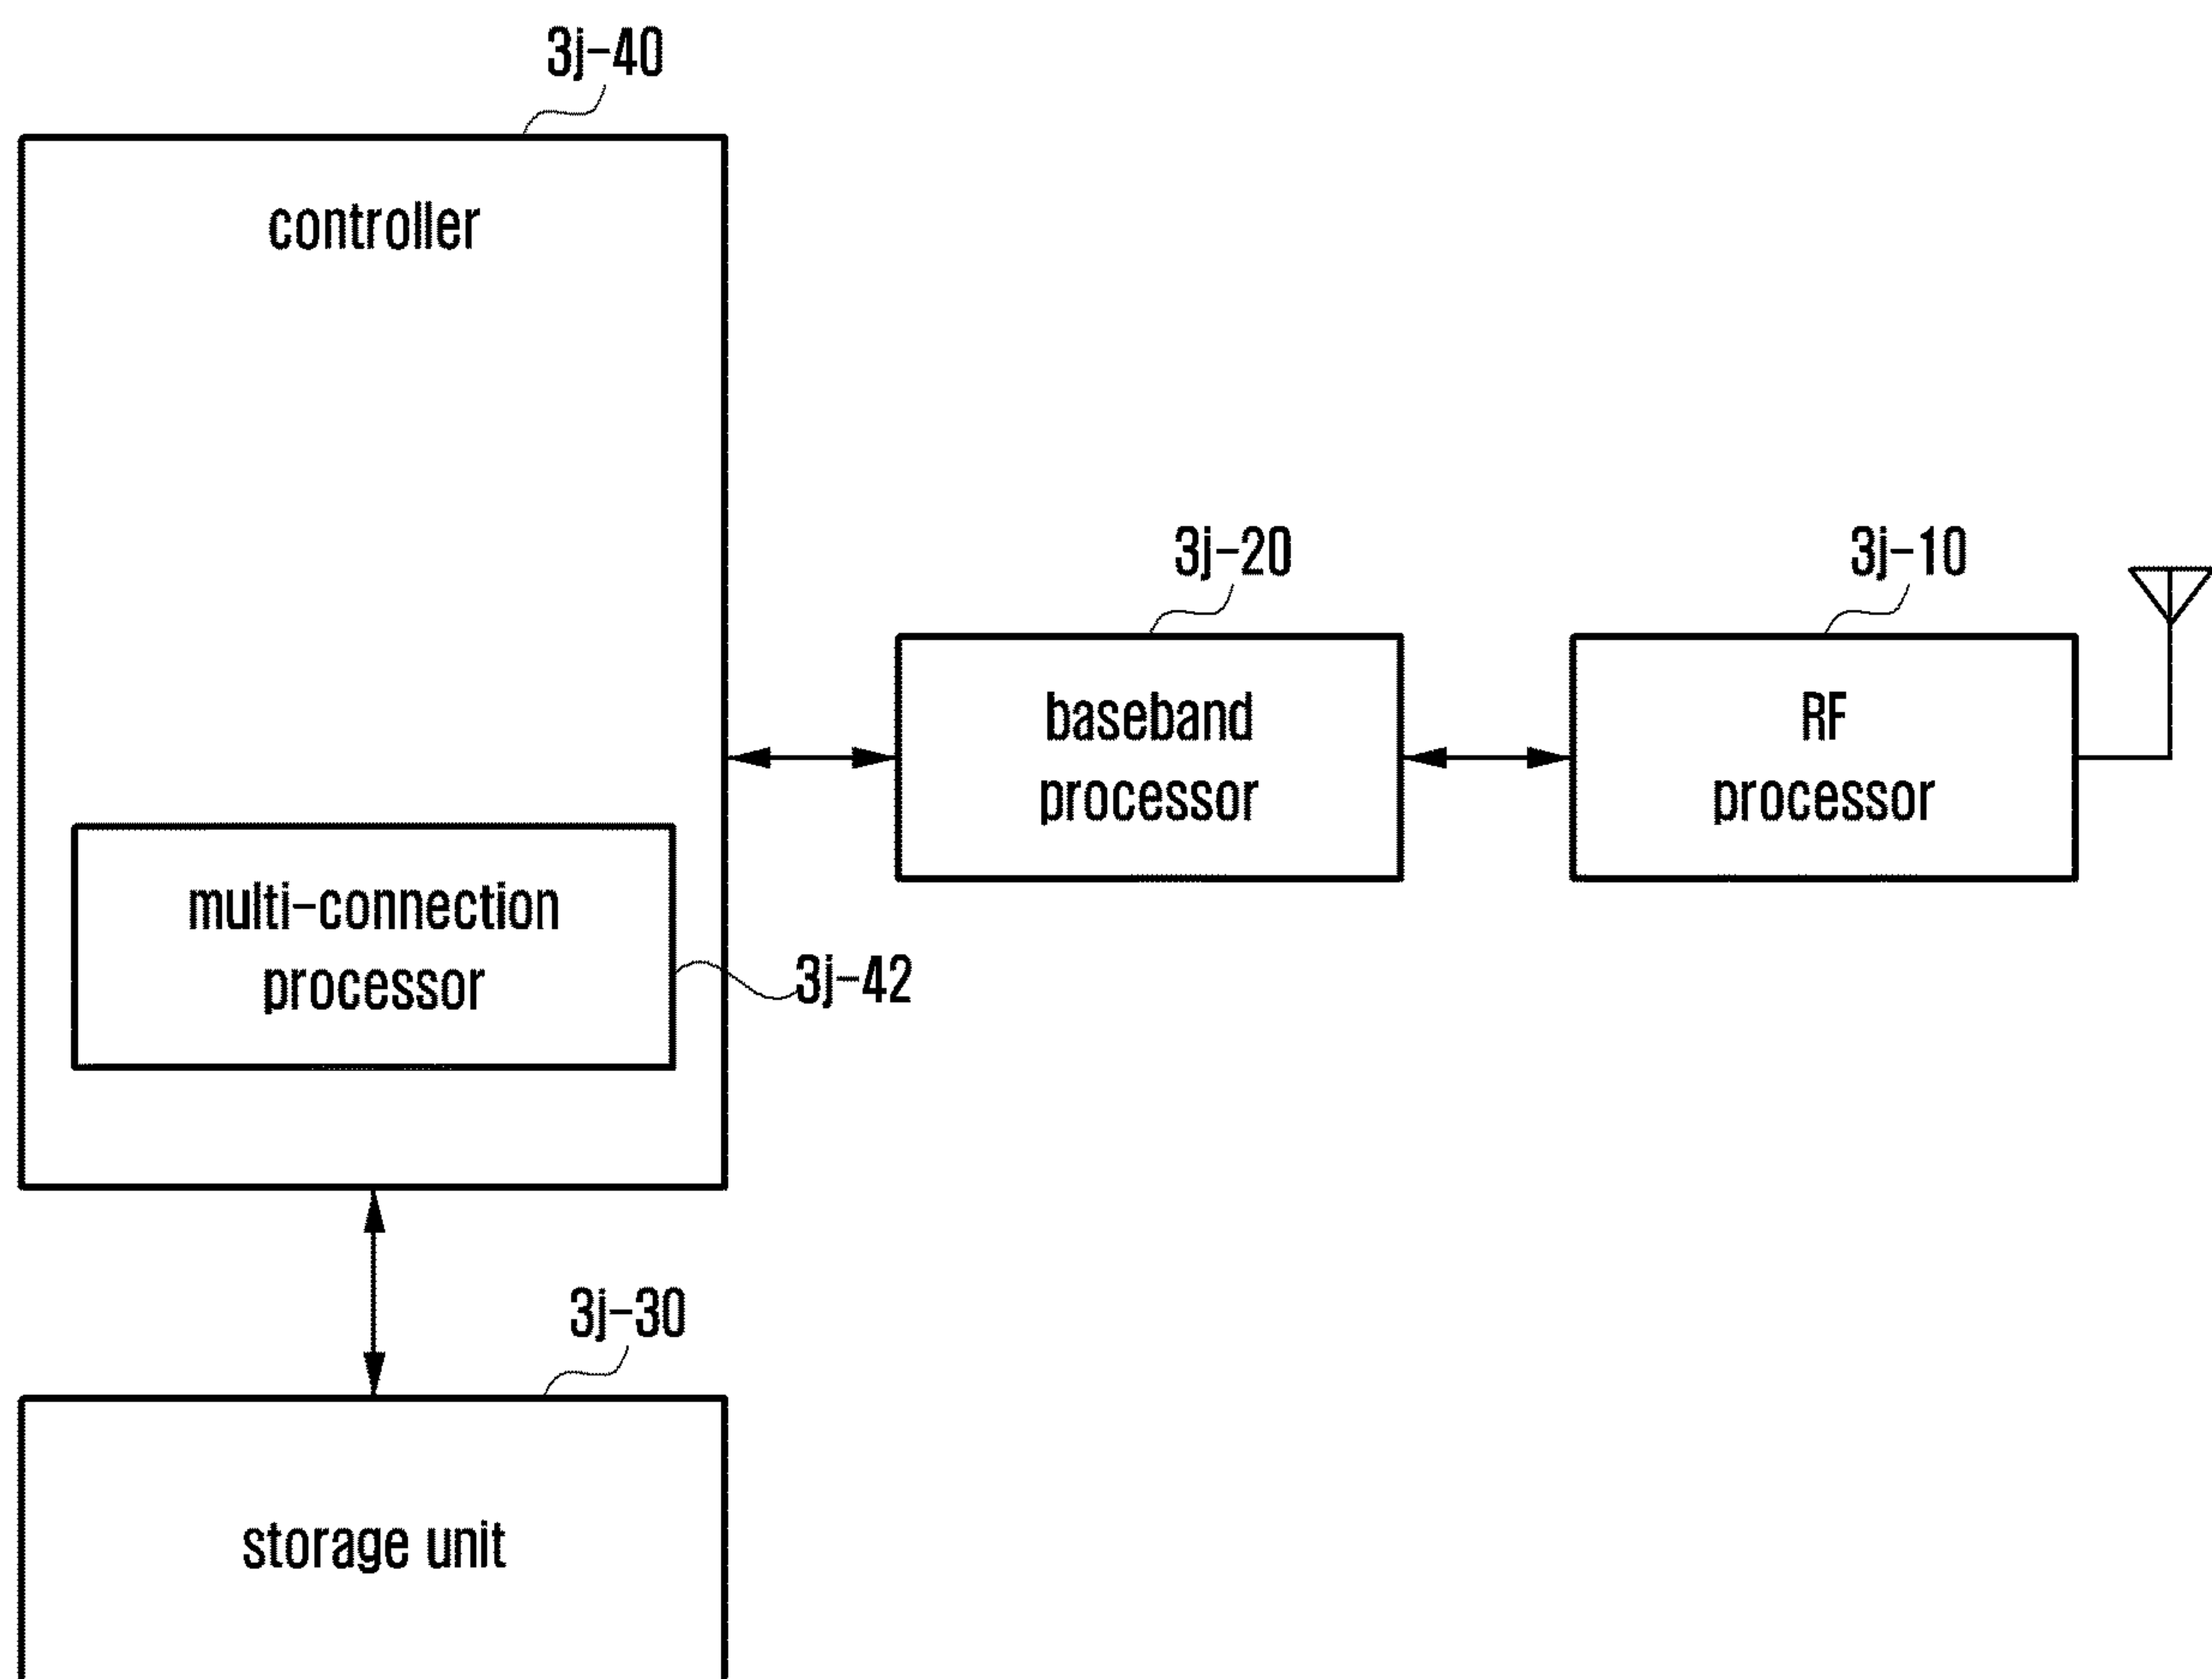 3j-40
controller
3j-20
3j-10
baseband
processor
RF
processor
multi-connection
processor
3j-42
3j-30
storage unit